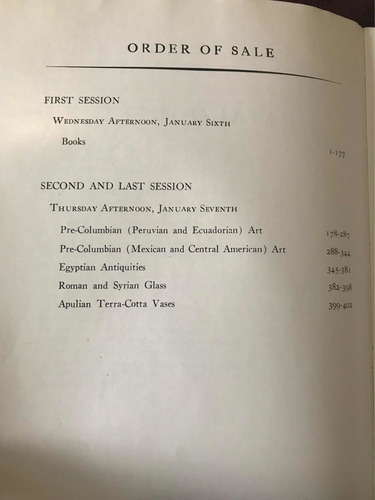 ORDER OF SALE
FIRST SESSION
Wednesday Afternoon, January Sixth
Books 1-177
SECOND AND LAST SESSION
Thursday Afternoon, January Seventh
Pre-Columbian (Peruvian and Ecuadorian) Art 178-287
Pre-Columbian (Mexican and Central American) Art 288-344
Egyptian Antiquities 345-381
Roman and Syrian Glass 382-398
Apulian Terra-Cotta Vases 399-402